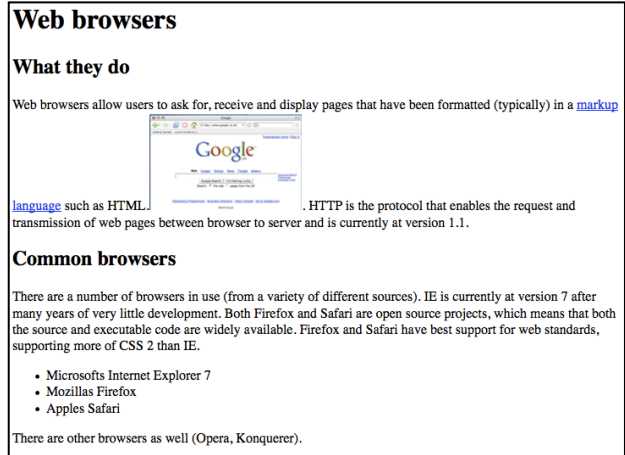 Web browsers
What they do
Web browsers allow users to ask for, receive and display pages that have been formatted (typically) in a markup
Google
language such as HTML. . HTTP is the protocol that enables the request and
transmission of web pages between browser to server and is currently at version 1.1.
Common browsers
There are a number of browsers in use (from a variety of different sources). IE is currently at version 7 after
many years of very little development. Both Firefox and Safari are open source projects, which means that both
the source and executable code are widely available. Firefox and Safari have best support for web standards,
supporting more of CSS 2 than IE.
• Microsofts Internet Explorer 7
• Mozillas Firefox
• Apples Safari
There are other browsers as well (Opera, Konquerer).